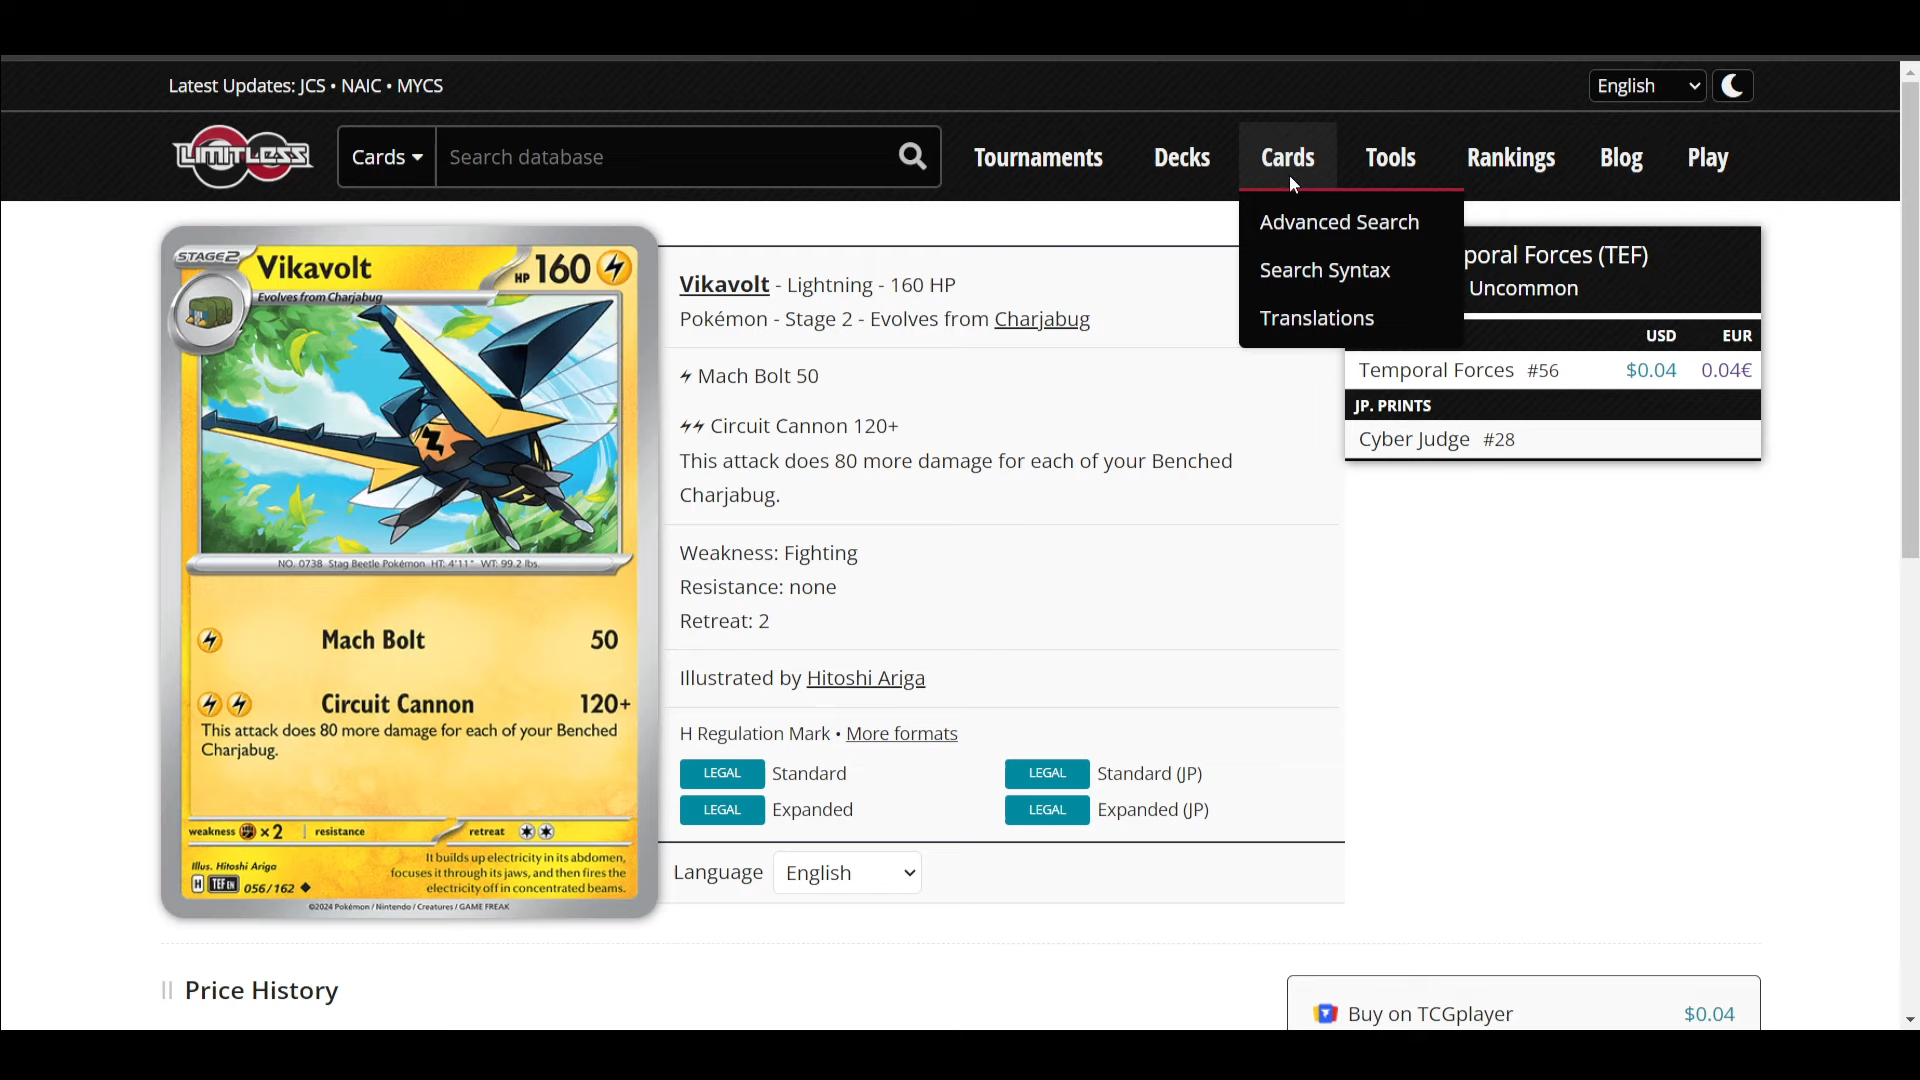 Latest Updates: JCS • NAIC • MYCS
English
LIMITLESS
Cards
Search database
Tournaments
Decks
Cards
Tools
Rankings
Blog
Play
Advanced Search
Search Syntax
Translations
STAGE2
Vikavolt
HP 160
Evolves from Charjabug
NO. 0738 Stag Beetle Pokémon HT: 4'11" WT: 99.2 lbs.
Mach Bolt 50
Circuit Cannon 120+
This attack does 80 more damage for each of your Benched
Charjabug.
weakness ×2 resistance retreat
Illus. Hitoshi Ariga
It builds up electricity in its abdomen,
focuses it through its jaws, and then fires the
electricity off in concentrated beams.
H TEF EN 056/162
©2024 Pokémon / Nintendo / Creatures / GAME FREAK
Vikavolt - Lightning - 160 HP
Pokémon - Stage 2 - Evolves from Charjabug
Mach Bolt 50
Circuit Cannon 120+
This attack does 80 more damage for each of your Benched
Charjabug.
Weakness: Fighting
Resistance: none
Retreat: 2
Illustrated by Hitoshi Ariga
H Regulation Mark • More formats
LEGAL Standard LEGAL Standard (JP)
LEGAL Expanded LEGAL Expanded (JP)
Language English
poral Forces (TEF)
Uncommon
USD EUR
Temporal Forces #56 $0.04 0.04€
JP. PRINTS
Cyber Judge #28
Price History
Buy on TCGplayer $0.04